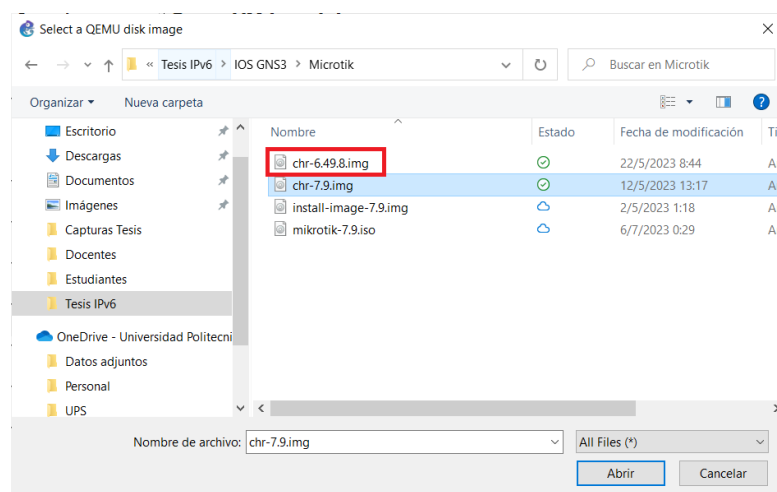 Select a QEMU disk image
« Tesis IPv6 > IOS GNS3 > Microtik
Buscar en Microtik
Organizar
Nueva carpeta
Escritorio
Descargas
Documentos
Imágenes
Capturas Tesis
Docentes
Estudiantes
Tesis IPv6
OneDrive - Universidad Politecni
Datos adjuntos
Personal
UPS
Nombre Estado Fecha de modificación Ti
chr-6.49.8.img 22/5/2023 8:44 A
chr-7.9.img 12/5/2023 13:17 A
install-image-7.9.img 2/5/2023 1:18 A
mikrotik-7.9.iso 6/7/2023 0:29 A
Nombre de archivo: chr-7.9.img
All Files (*)
Abrir
Cancelar